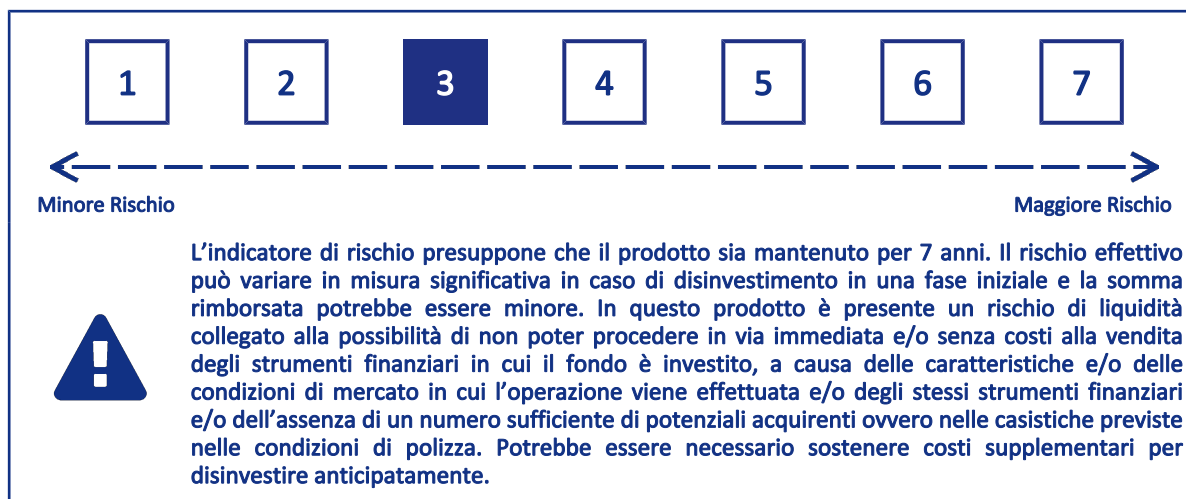 1 2 3 4 5 6 7
Minore Rischio Maggiore Rischio
L’indicatore di rischio presuppone che il prodotto sia mantenuto per 7 anni. Il rischio effettivo
può variare in misura significativa in caso di disinvestimento in una fase iniziale e la somma
rimborsata potrebbe essere minore. In questo prodotto è presente un rischio di liquidità
collegato alla possibilità di non poter procedere in via immediata e/o senza costi alla vendita
degli strumenti finanziari in cui il fondo è investito, a causa delle caratteristiche e/o delle
condizioni di mercato in cui l’operazione viene effettuata e/o degli stessi strumenti finanziari
e/o dell’assenza di un numero sufficiente di potenziali acquirenti ovvero nelle casistiche previste
nelle condizioni di polizza. Potrebbe essere necessario sostenere costi supplementari per
disinvestire anticipatamente.